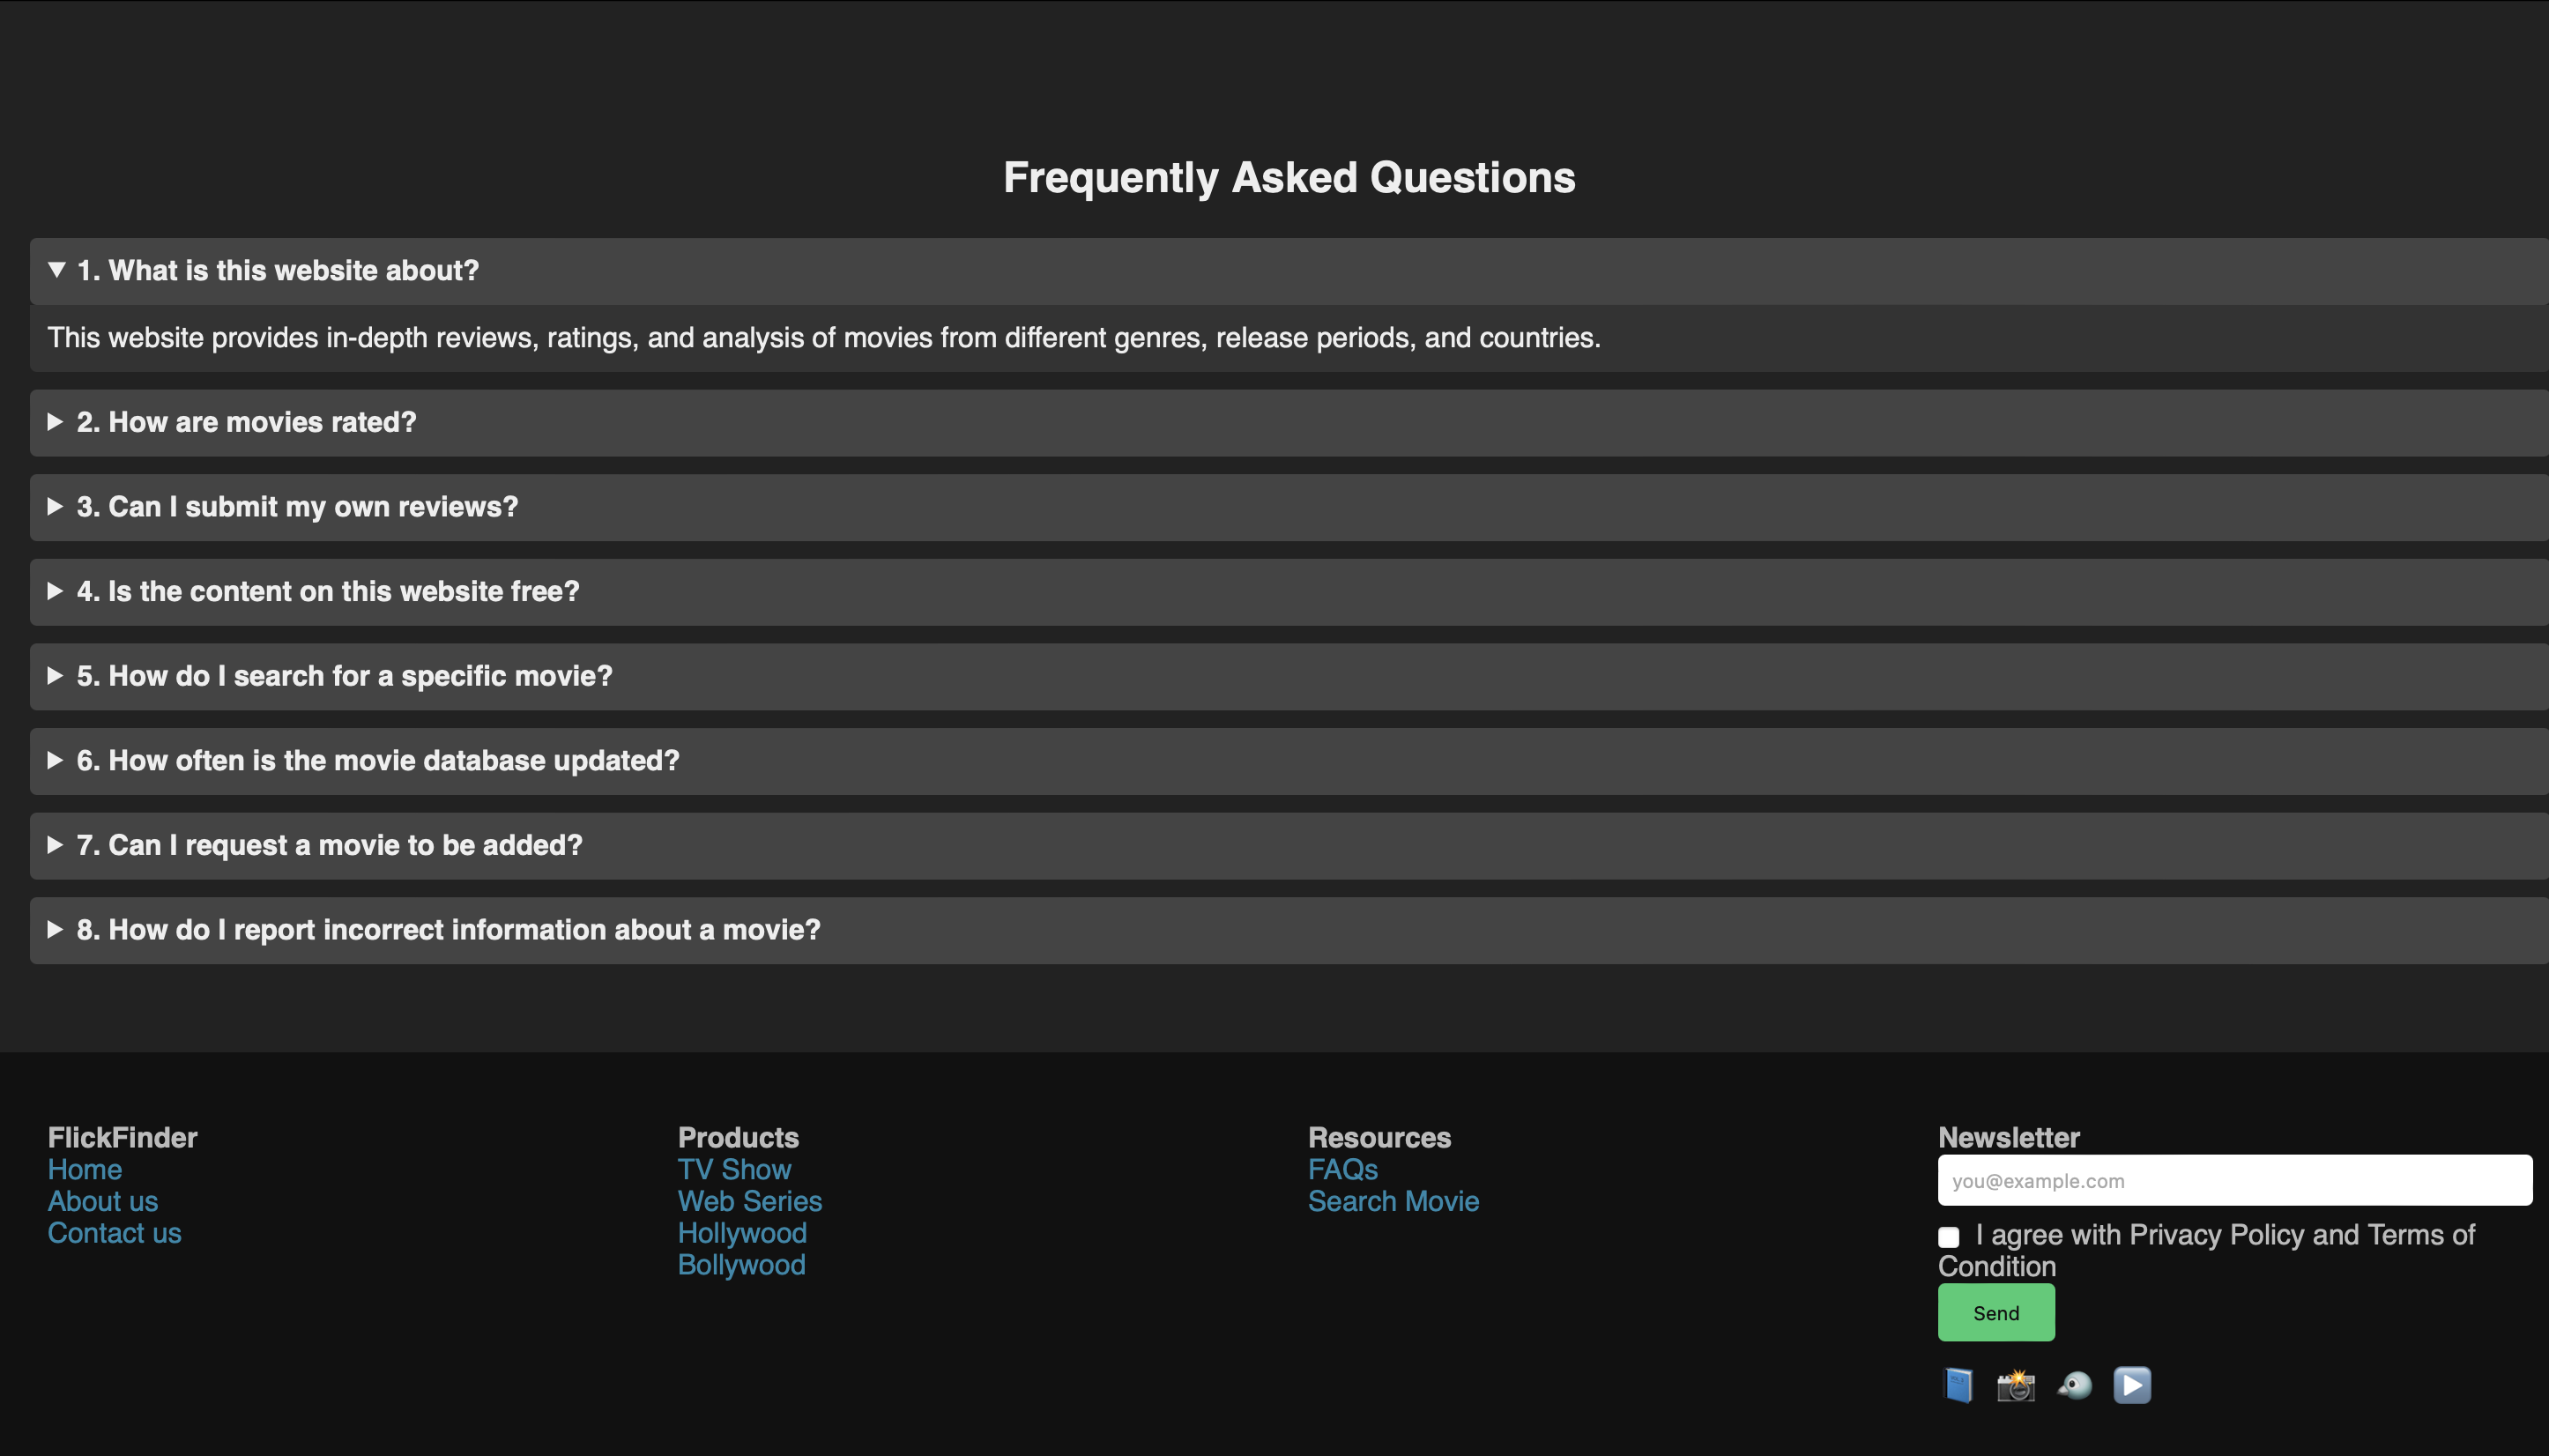 Frequently Asked Questions
1. What is this website about?
This website provides in-depth reviews, ratings, and analysis of movies from different genres, release periods, and countries.
2. How are movies rated?
3. Can I submit my own reviews?
4. Is the content on this website free?
5. How do I search for a specific movie?
6. How often is the movie database updated?
7. Can I request a movie to be added?
8. How do I report incorrect information about a movie?
FlickFinder
Home
About us
Contact us
Products
TV Show
Web Series
Hollywood
Bollywood
Resources
FAQs
Search Movie
Newsletter
you@example.com
I agree with Privacy Policy and Terms of
Condition
Send